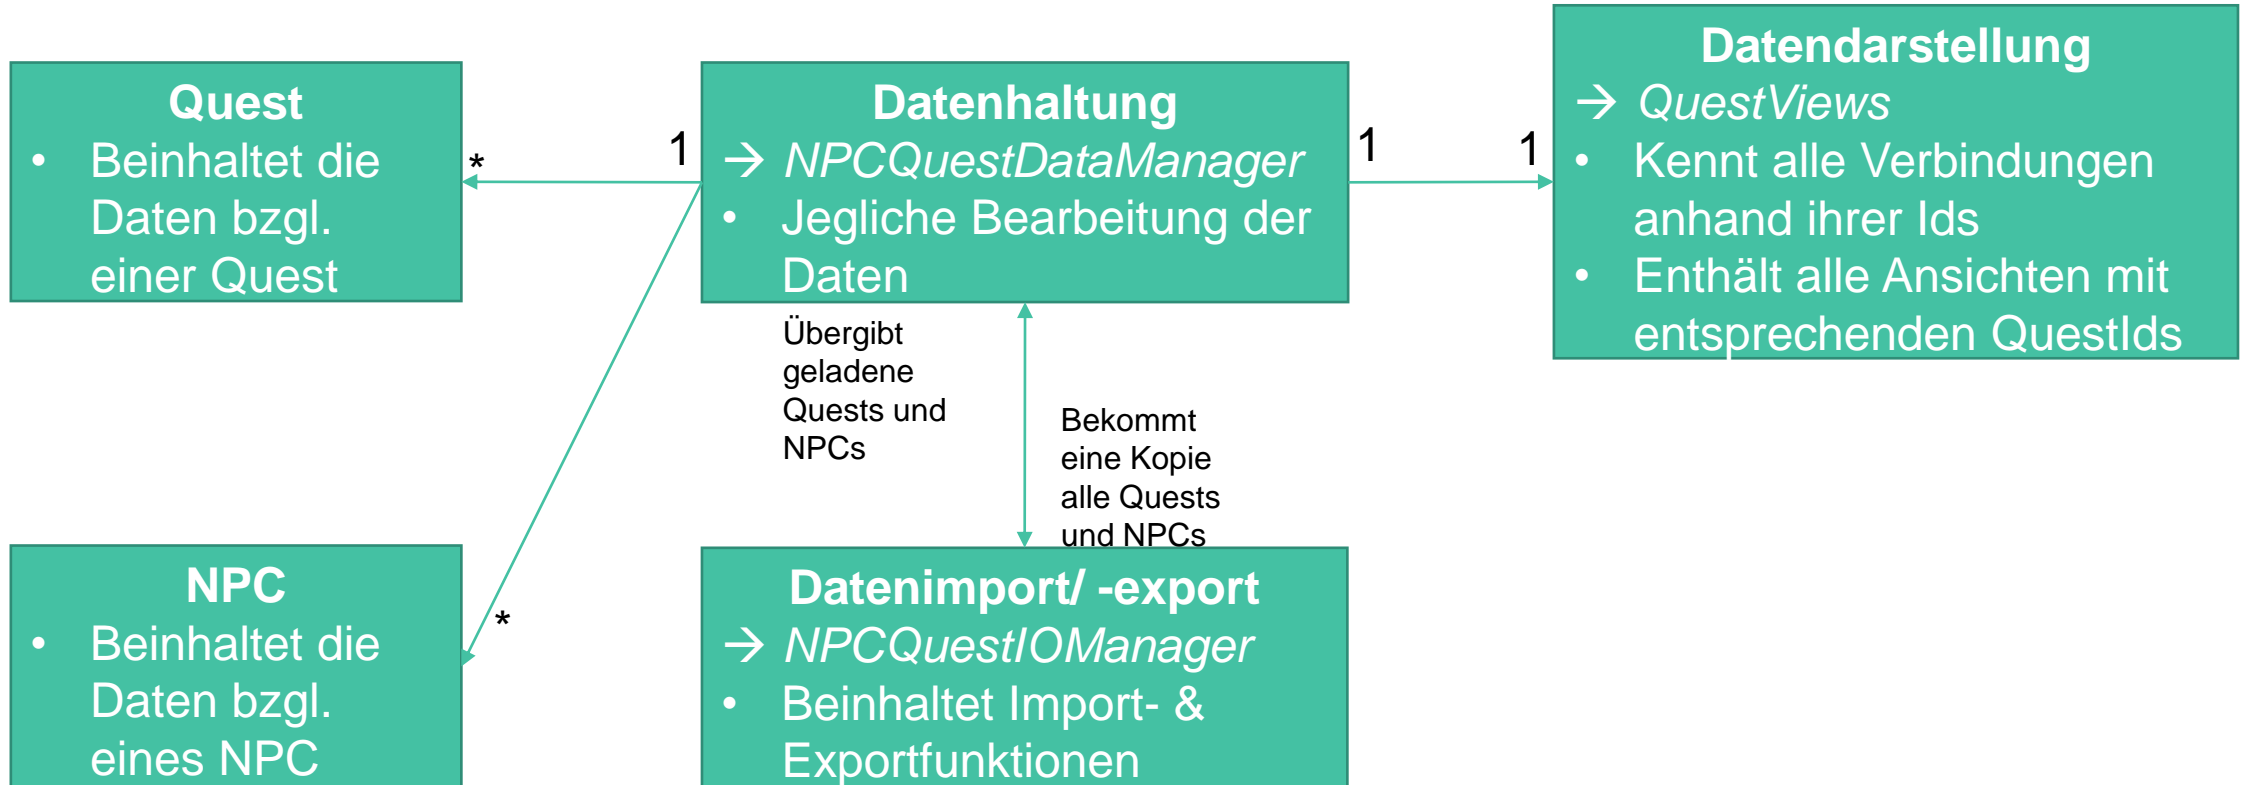 Quest
• Beinhaltet die
Daten bzgl.
einer Quest
*
1
Datenhaltung
→ NPCQuestDataManager
• Jegliche Bearbeitung der
Daten
1
1
Datendarstellung
→ QuestViews
• Kennt alle Verbindungen
anhand ihrer Ids
• Enthält alle Ansichten mit
entsprechenden QuestIds
Übergibt
geladene
Quests und
NPCs
Bekommt
eine Kopie
alle Quests
und NPCs
NPC
• Beinhaltet die
Daten bzgl.
eines NPC
*
Datenimport/ -export
→ NPCQuestIOManager
• Beinhaltet Import- &
Exportfunktionen